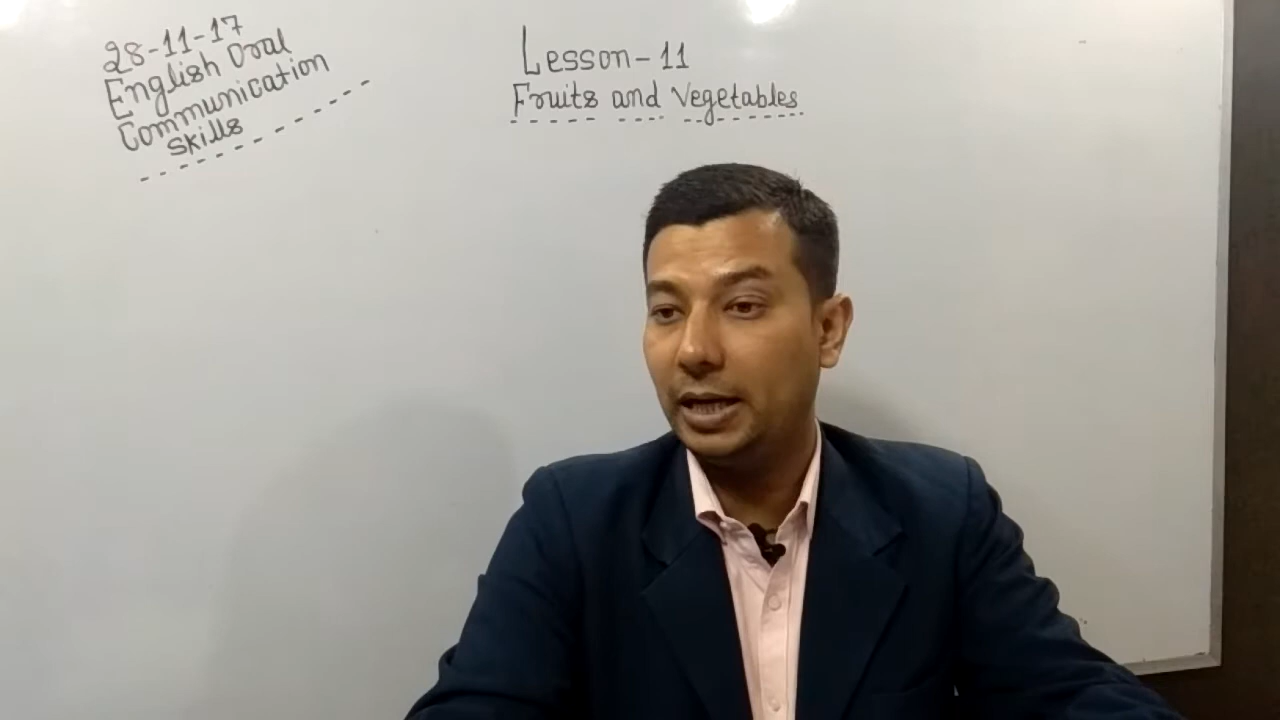 28-11-17
English Oral
Communication
Skills
Lesson-11
Fruits and Vegetables